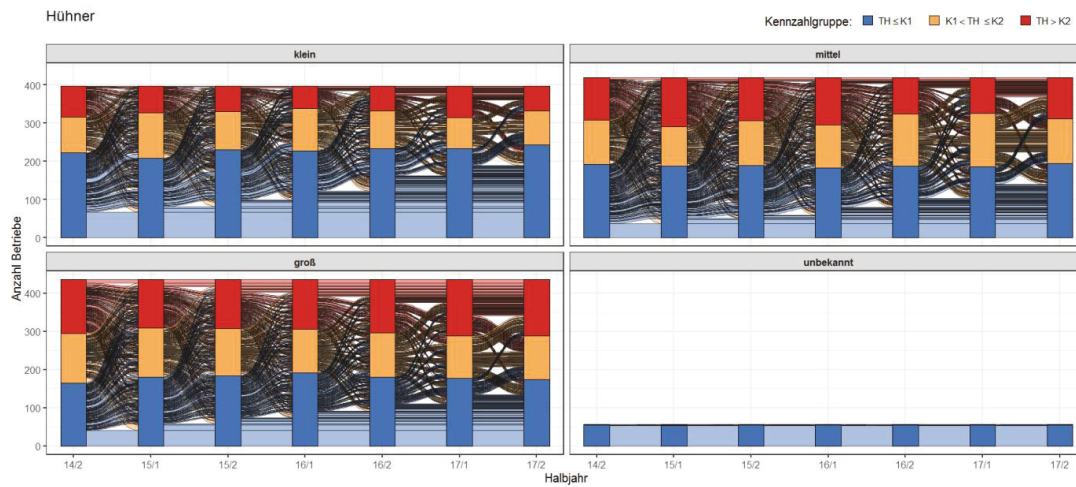 Hühner
Kennzahlgruppe: TH ≤ K1 K1 < TH ≤ K2 TH > K2
klein mittel
400
300
200
100
0
groß unbekannt
400
300
200
100
0
Anzahl Betriebe
14/2 15/1 15/2 16/1 16/2 17/1 17/2 14/2 15/1 15/2 16/1 16/2 17/1 17/2
Halbjahr